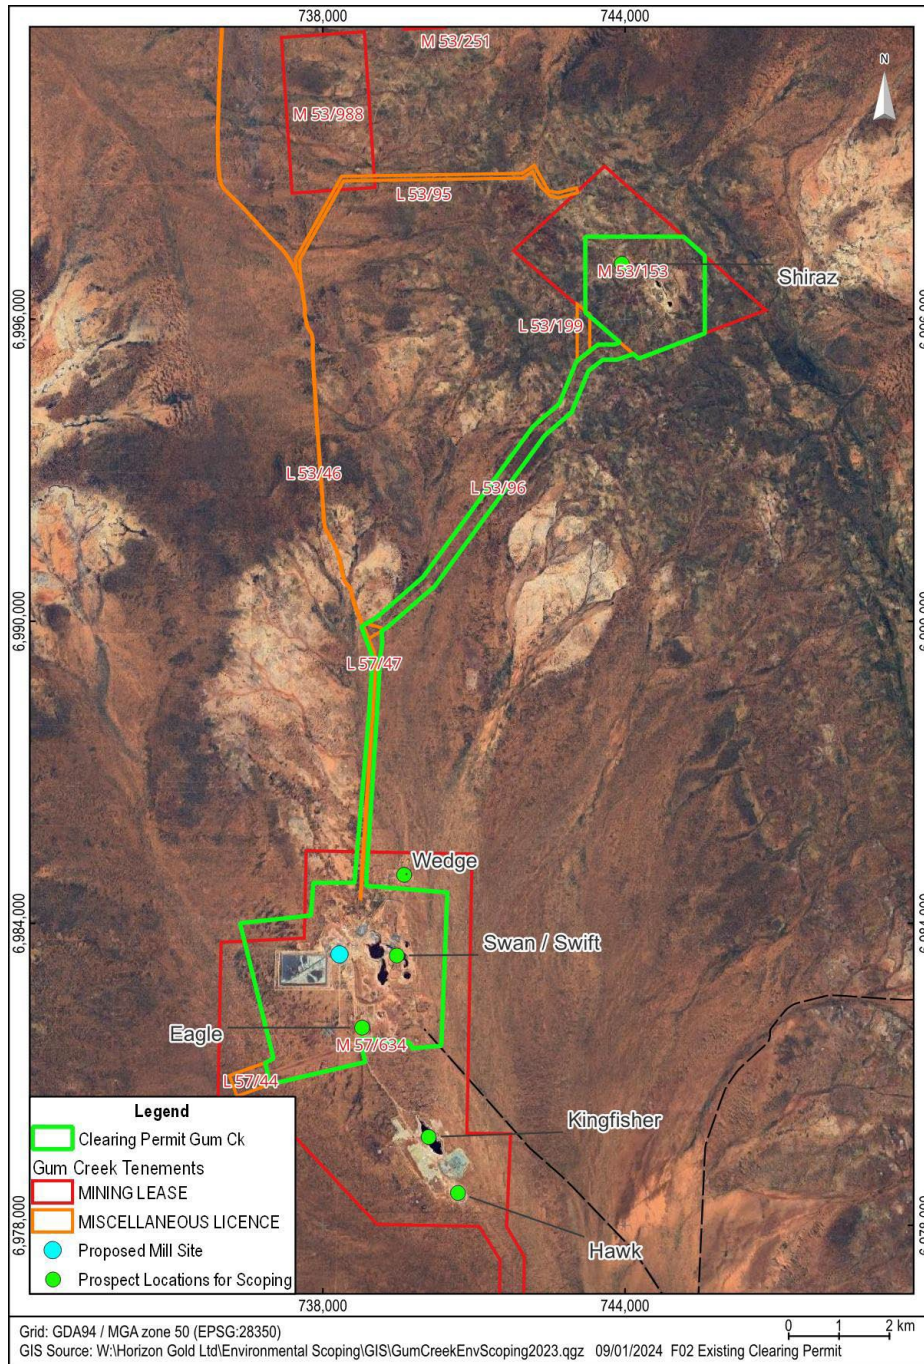 738,000
744,000
M 53/251
N
M 53/988
L 53/95
M 53/153
Shiraz
6,996,000
6,996,000
L 53/199
L 53/46
L 53/96
6,990,000
6,990,000
L 57/47
Wedge
6,984,000
6,984,000
Swan / Swift
Eagle
M 57/634
L 57/44
Kingfisher
Hawk
6,978,000
Legend
Clearing Permit Gum Ck
Gum Creek Tenements
MINING LEASE
MISCELLANEOUS LICENCE
Proposed Mill Site
Prospect Locations for Scoping
738,000
744,000
Grid: GDA94 / MGA zone 50 (EPSG:28350)
0 1 2 km
GIS Source: W:\Horizon Gold Ltd\Environmental Scoping\GIS\GumCreekEnvScoping2023.qgz 09/01/2024 F02 Existing Clearing Permit